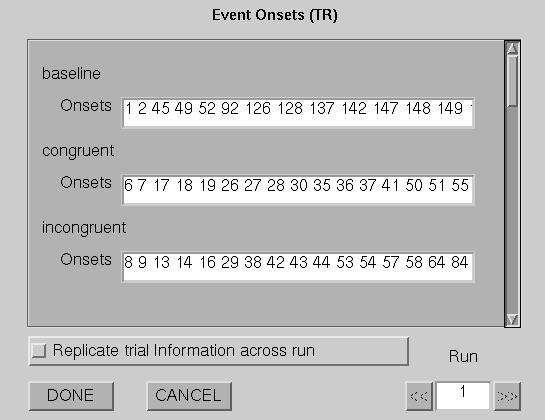 Event Onsets (TR)
baseline
Onsets 1 2 45 49 52 92 126 128 137 142 147 148 149
congruent
Onsets 6 7 17 18 19 26 27 28 30 35 36 37 41 50 51 55
incongruent
Onsets 8 9 13 14 16 29 38 42 43 44 53 54 57 58 64 84
Replicate trial Information across run
Run
DONE CANCEL << 1 >>